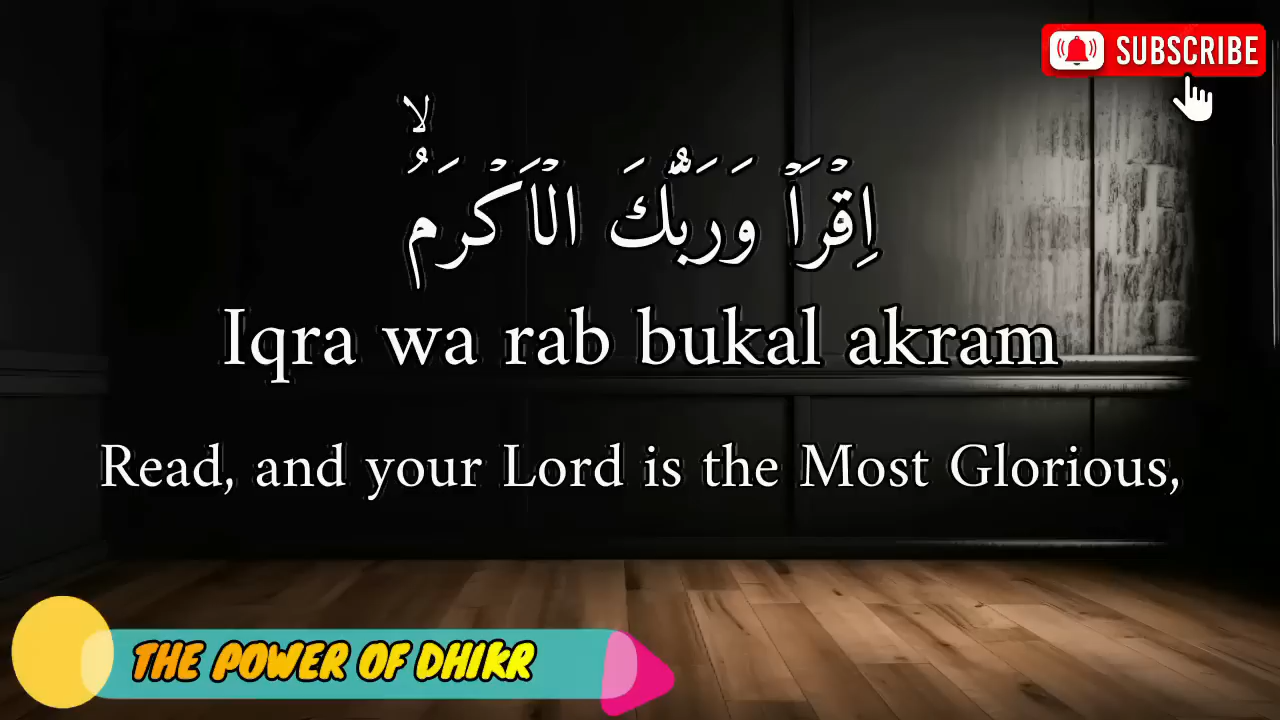 SUBSCRIBE
اِقۡرَاۡ وَرَبُّكَ الۡاَكۡرَمُۙ
Iqra wa rab bukal akram
Read, and your Lord is the Most Glorious,
THE POWER OF DHIKR